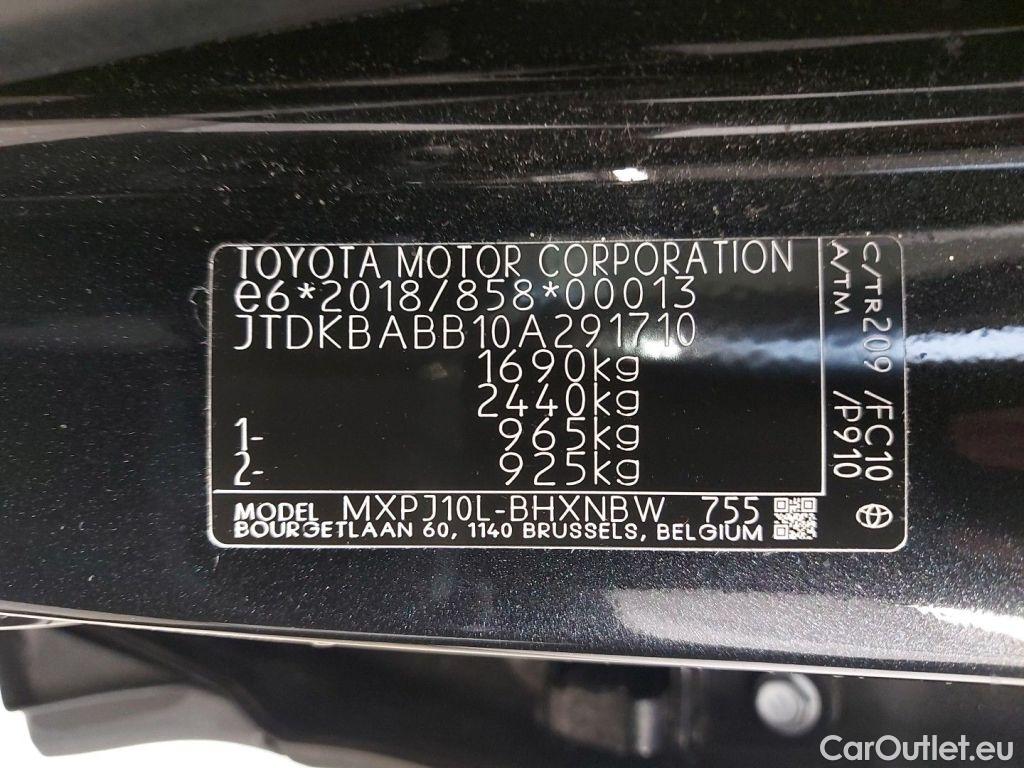 TOYOTA MOTOR CORPORATION
e6*2018/858*00013
JTDKBABB10A291710
1690kg
2440kg
1- 965kg
2- 925kg
MODEL MXPJ10L-BHXNBW 755
BOURGETLAAN 60, 1140 BRUSSELS, BELGIUM
C/TR209 /FC10
A/TM /P910
CarOutlet.eu